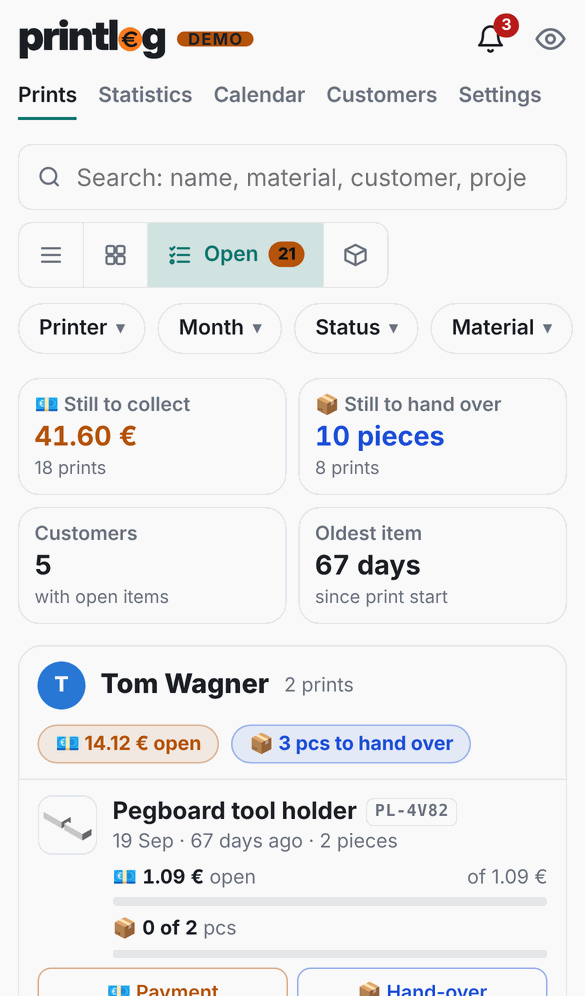 printl€g DEMO 3
Prints Statistics Calendar Customers Settings
Search: name, material, customer, proje
Open 21
Printer ▾ Month ▾ Status ▾ Material ▾
💶 Still to collect
41.60 €
18 prints
📦 Still to hand over
10 pieces
8 prints
Customers
5
with open items
Oldest item
67 days
since print start
T Tom Wagner 2 prints
💶 14.12 € open 📦 3 pcs to hand over
Pegboard tool holder PL-4V82
19 Sep · 67 days ago · 2 pieces
💶 1.09 € open of 1.09 €
📦 0 of 2 pcs
💶 Payment 📦 Hand-over